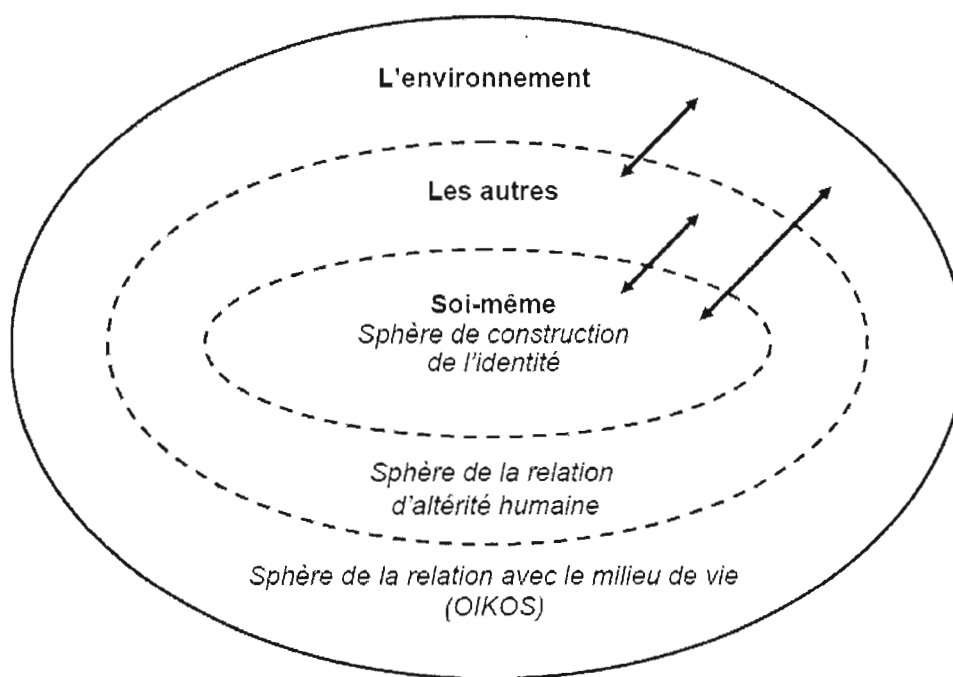 L'environnement
Les autres
Soi-même
Sphère de construction
de l'identité
Sphère de la relation
d'altérité humaine
Sphère de la relation avec le milieu de vie
(OIKOS)